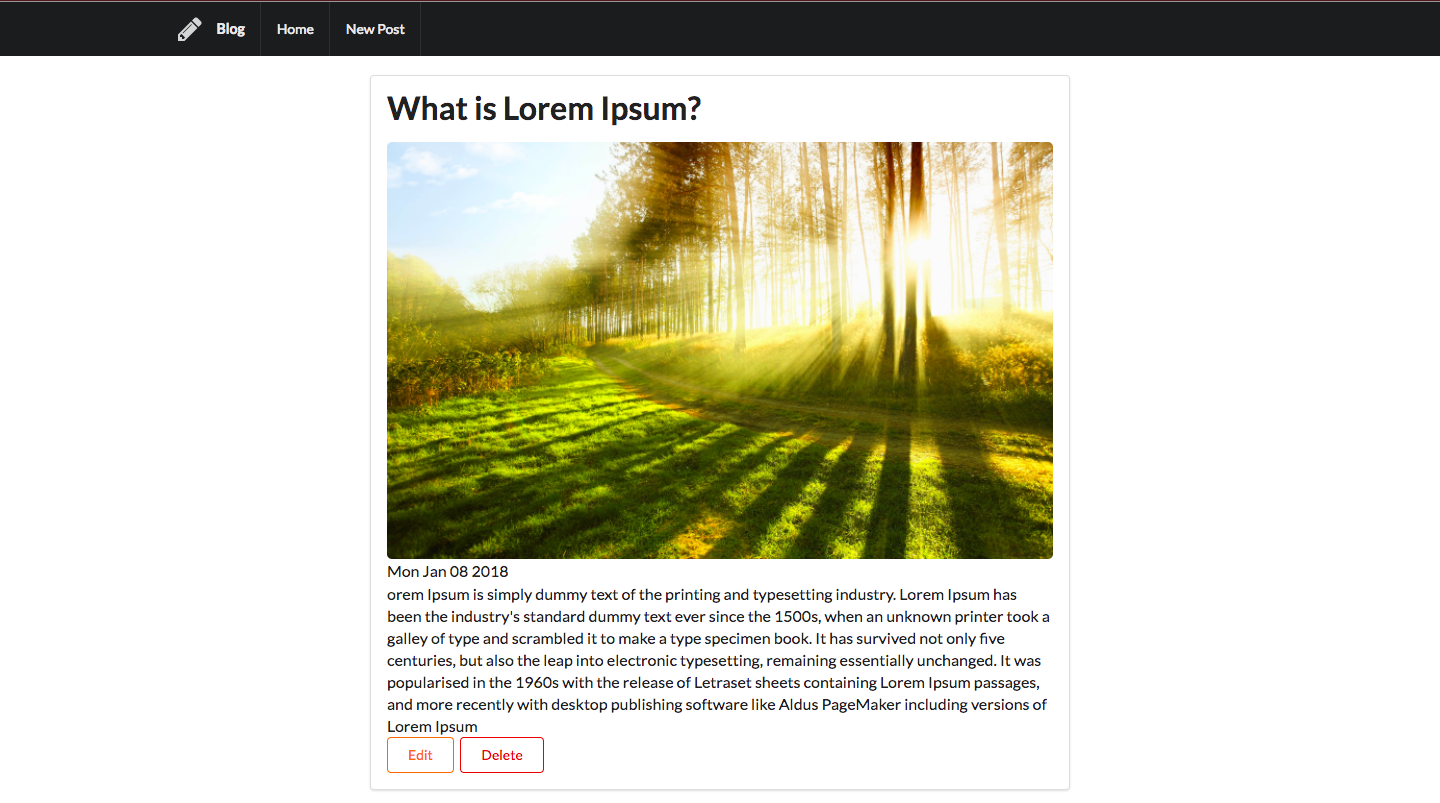 Blog Home New Post
What is Lorem Ipsum?
Mon Jan 08 2018
orem Ipsum is simply dummy text of the printing and typesetting industry. Lorem Ipsum has
been the industry's standard dummy text ever since the 1500s, when an unknown printer took a
galley of type and scrambled it to make a type specimen book. It has survived not only five
centuries, but also the leap into electronic typesetting, remaining essentially unchanged. It was
popularised in the 1960s with the release of Letraset sheets containing Lorem Ipsum passages,
and more recently with desktop publishing software like Aldus PageMaker including versions of
Lorem Ipsum
Edit Delete